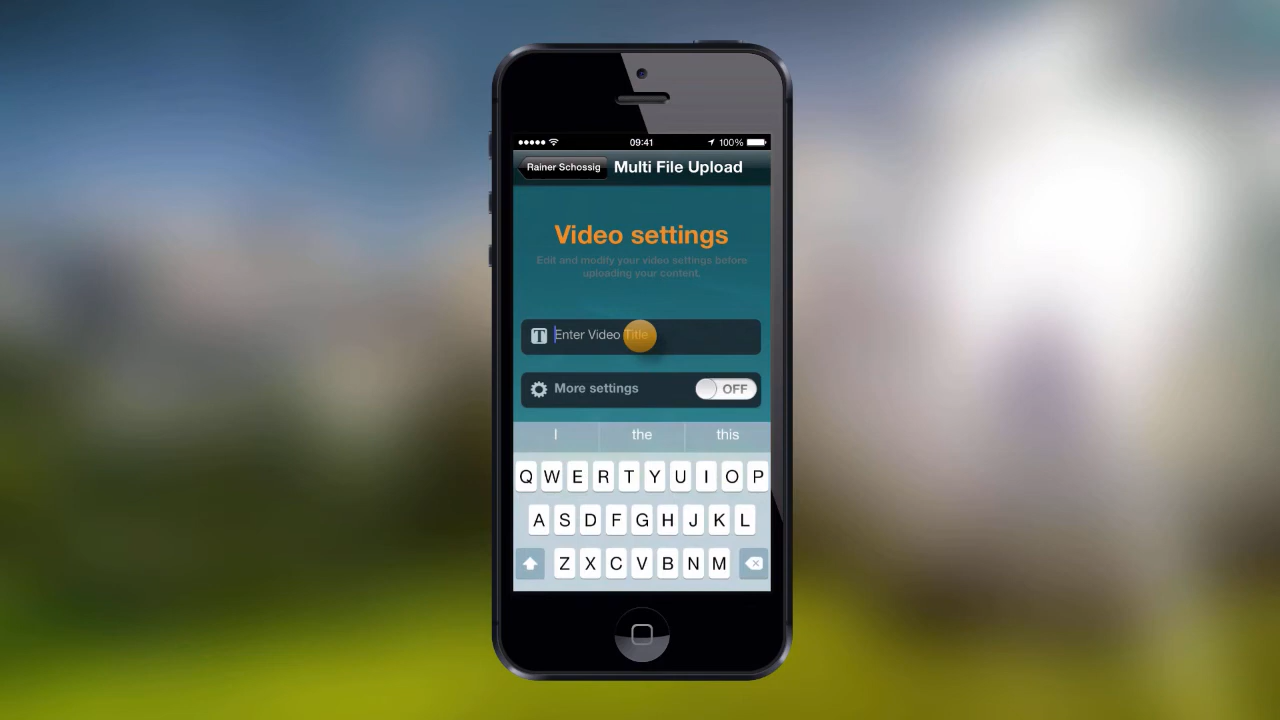 09:41
100%
Rainer Schossig
Multi File Upload
Video settings
Edit and modify your video settings before
uploading your content.
T Enter Video Title
More settings
OFF
I the this
Q W E R T Y U I O P
A S D F G H J K L
Z X C V B N M